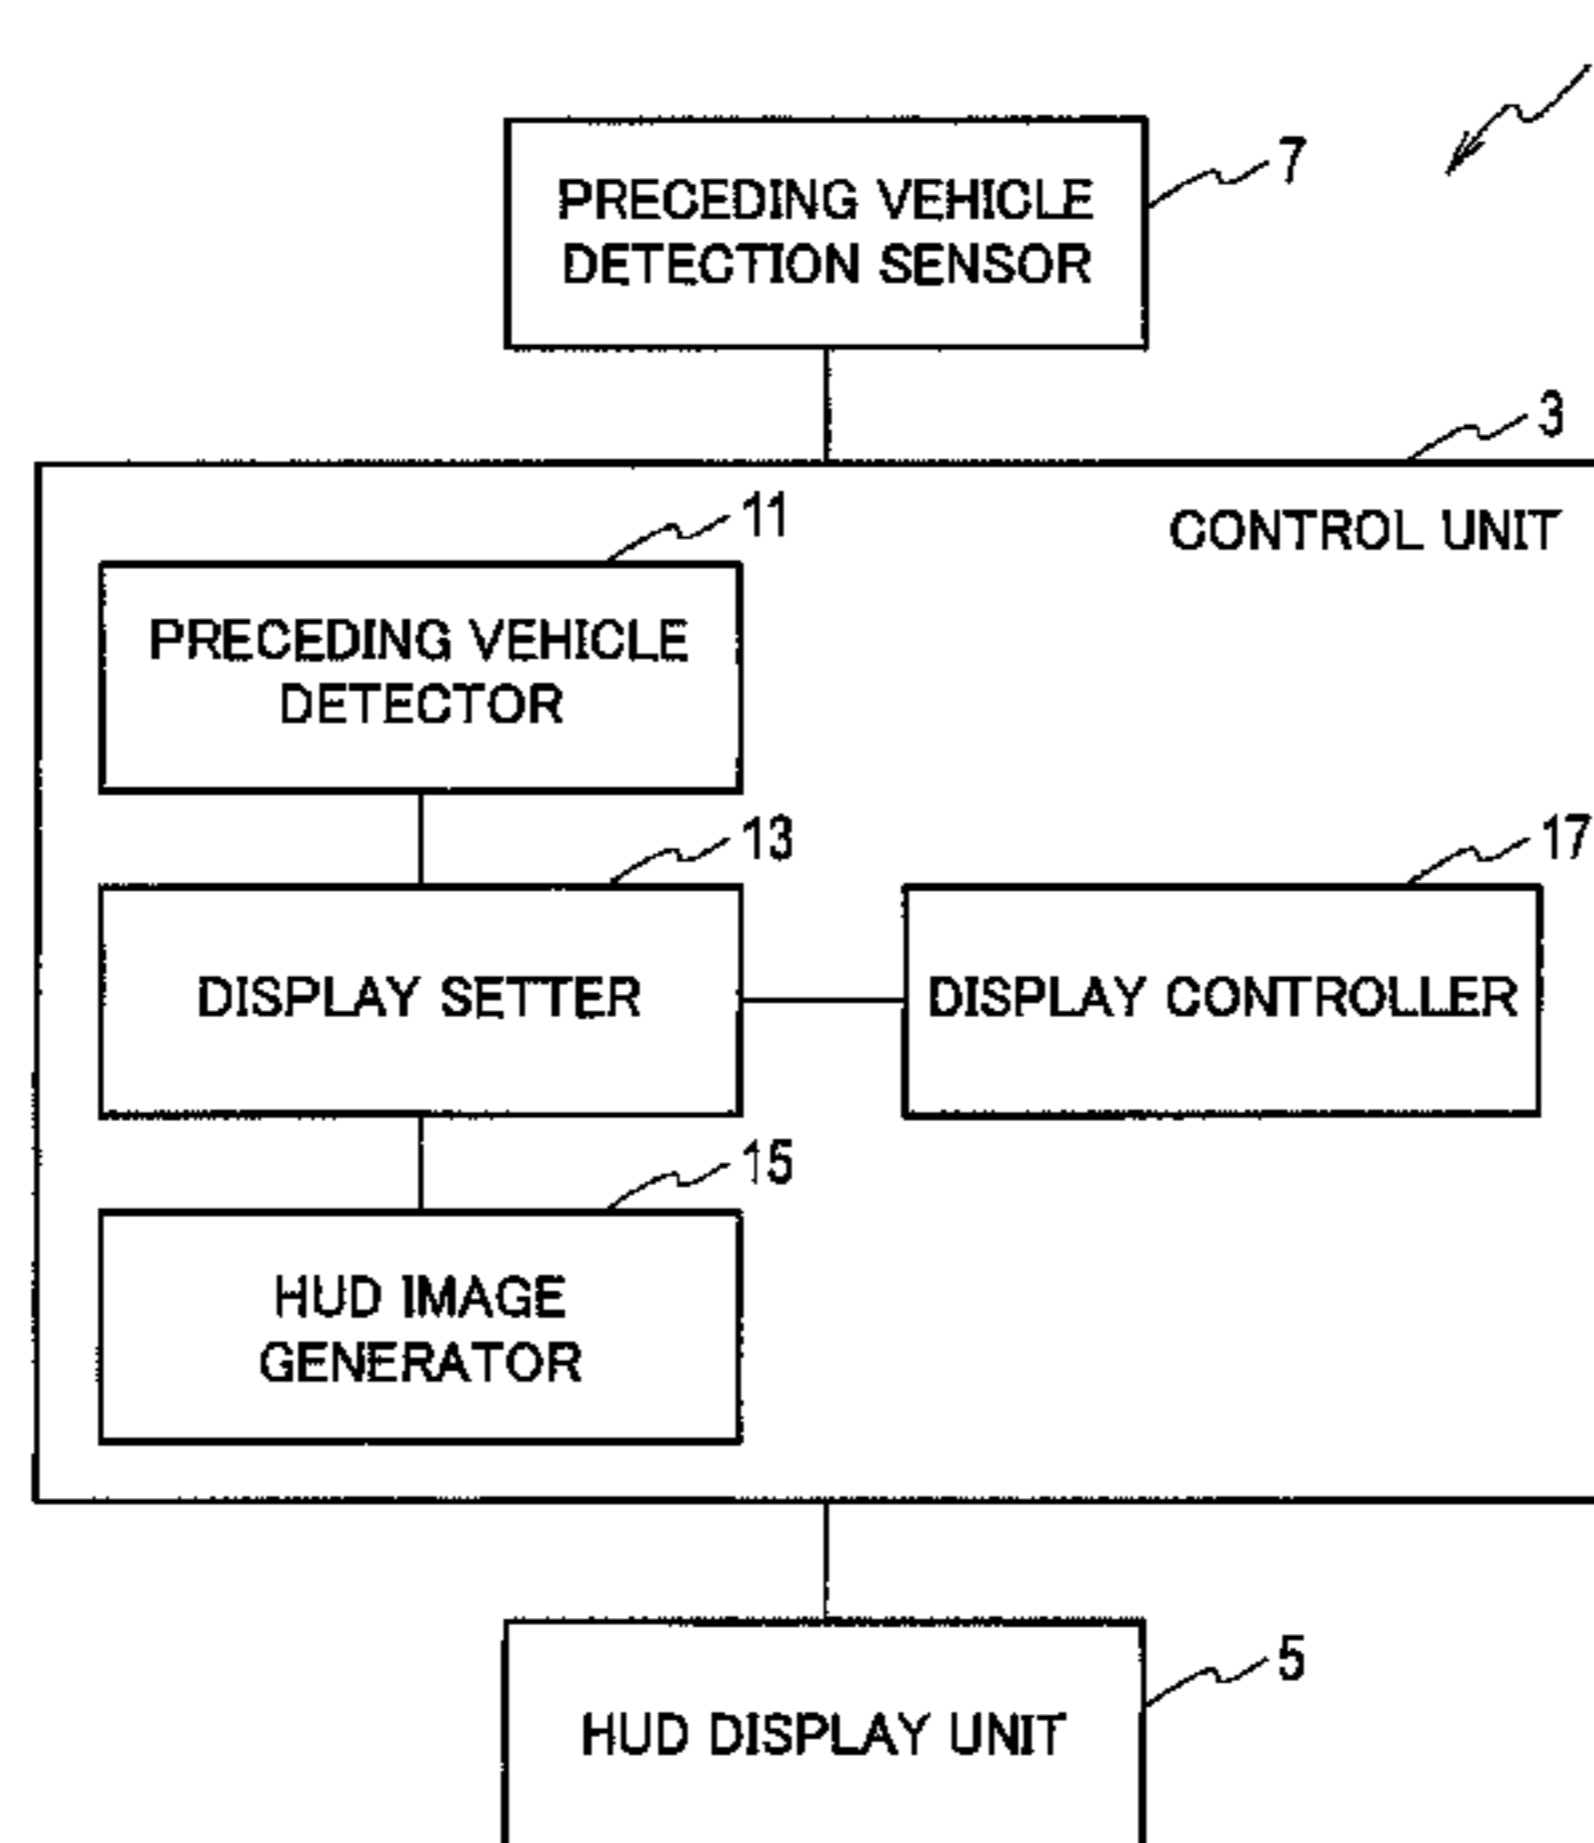 7
PRECEDING VEHICLE
DETECTION SENSOR
3
CONTROL UNIT
11
PRECEDING VEHICLE
DETECTOR
13
DISPLAY SETTER
17
DISPLAY CONTROLLER
15
HUD IMAGE
GENERATOR
5
HUD DISPLAY UNIT